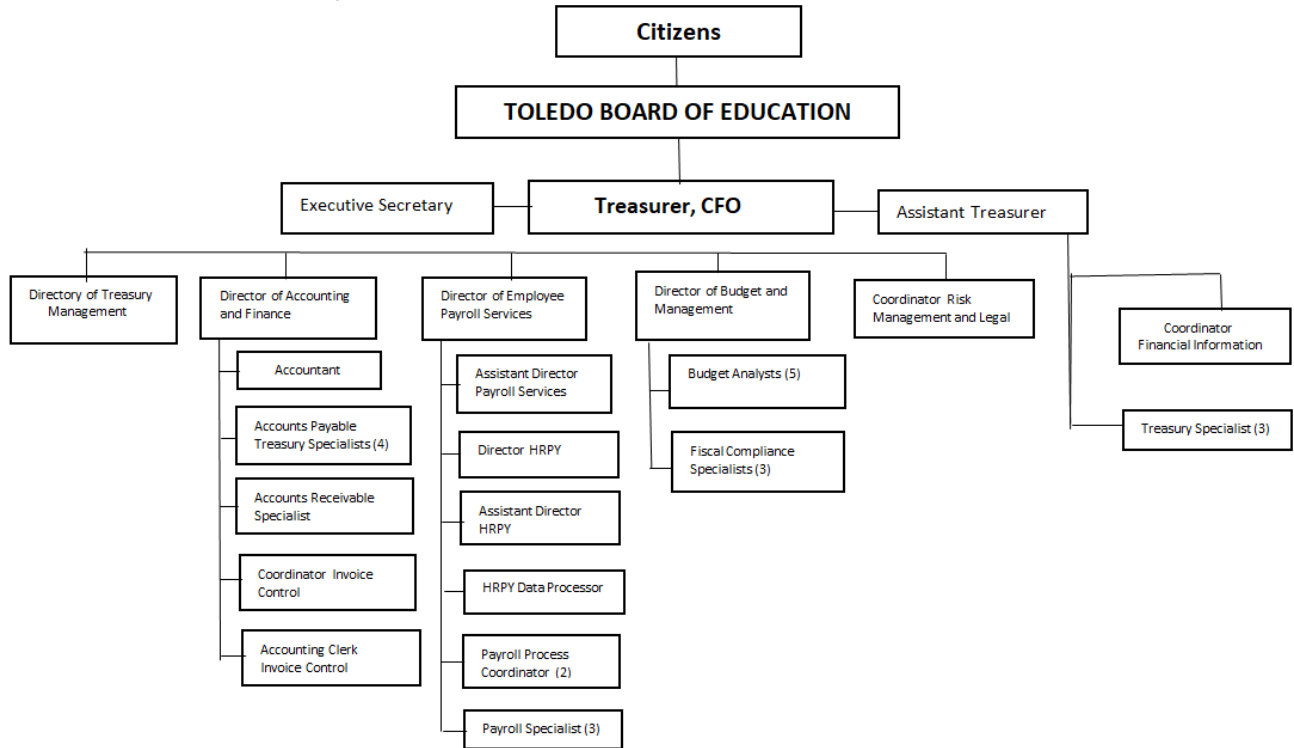 Citizens
TOLEDO BOARD OF EDUCATION
Executive Secretary
Treasurer, CFO
Assistant Treasurer
Directory of Treasury
Management
Director of Accounting
and Finance
Director of Employee
Payroll Services
Director of Budget and
Management
Coordinator Risk
Management and Legal
Coordinator
Financial Information
Accountant
Accounts Payable
Treasury Specialists (4)
Accounts Receivable
Specialist
Coordinator Invoice
Control
Accounting Clerk
Invoice Control
Assistant Director
Payroll Services
Director HRPY
Assistant Director
HRPY
HRPY Data Processor
Payroll Process
Coordinator (2)
Payroll Specialist (3)
Budget Analysts (5)
Fiscal Compliance
Specialists (3)
Treasury Specialist (3)